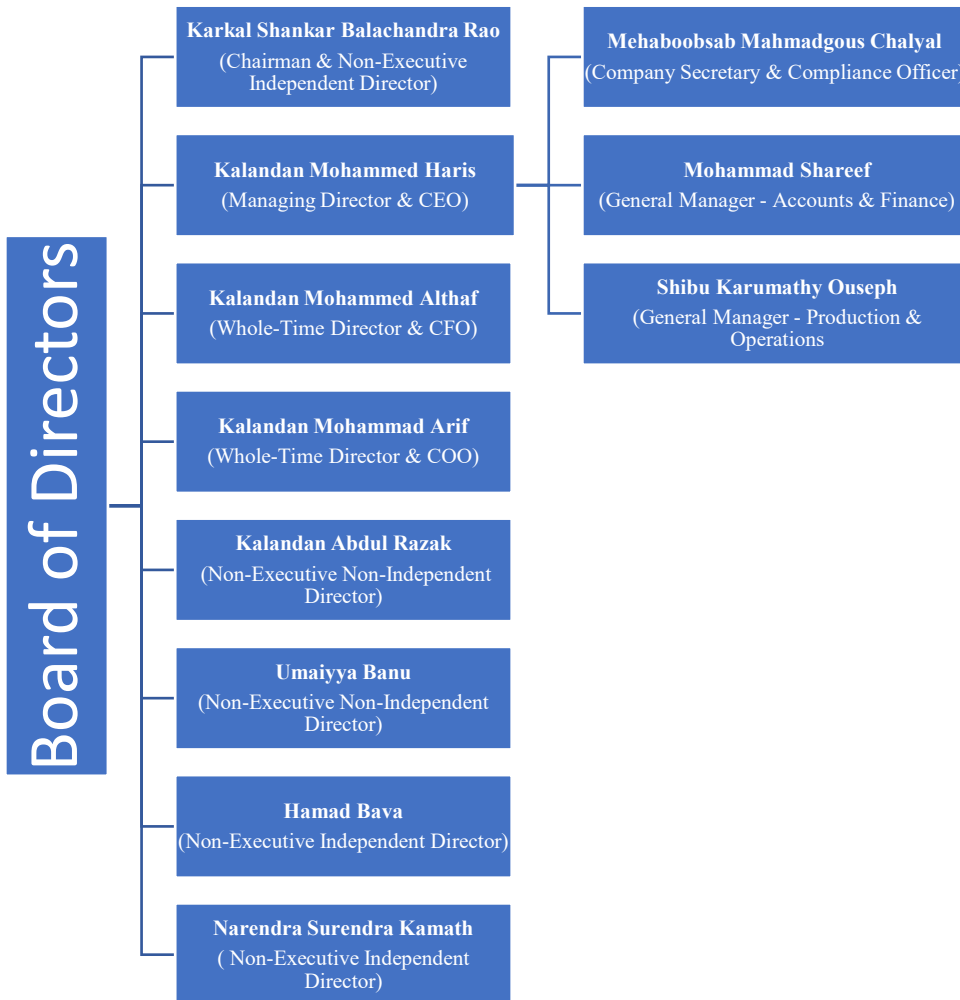 Board of Directors
Karkal Shankar Balachandra Rao
(Chairman & Non-Executive
Independent Director)
Kalandan Mohammed Haris
(Managing Director & CEO)
Mehaboobsab Mahmadgous Chalyal
(Company Secretary & Compliance Officer)
Mohammad Shareef
(General Manager - Accounts & Finance)
Shibu Karumathy Ouseph
(General Manager - Production &
Operations
Kalandan Mohammed Althaf
(Whole-Time Director & CFO)
Kalandan Mohammad Arif
(Whole-Time Director & COO)
Kalandan Abdul Razak
(Non-Executive Non-Independent
Director)
Umaiyya Banu
(Non-Executive Non-Independent
Director)
Hamad Bava
(Non-Executive Independent Director)
Narendra Surendra Kamath
( Non-Executive Independent
Director)